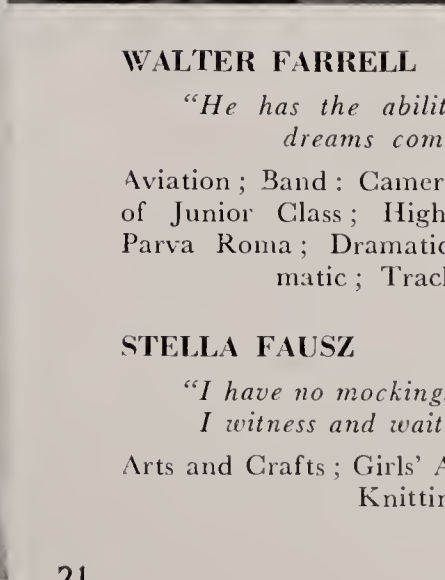 WALTER FARRELL
“He has the abilit
dreams com
Aviation; Band: Camer
of Junior Class; High
Parva Roma; Dramatic
matic; Track
STELLA FAUSZ
“I have no mocking
I witness and wait
Arts and Crafts; Girls’ A
Knittin
21